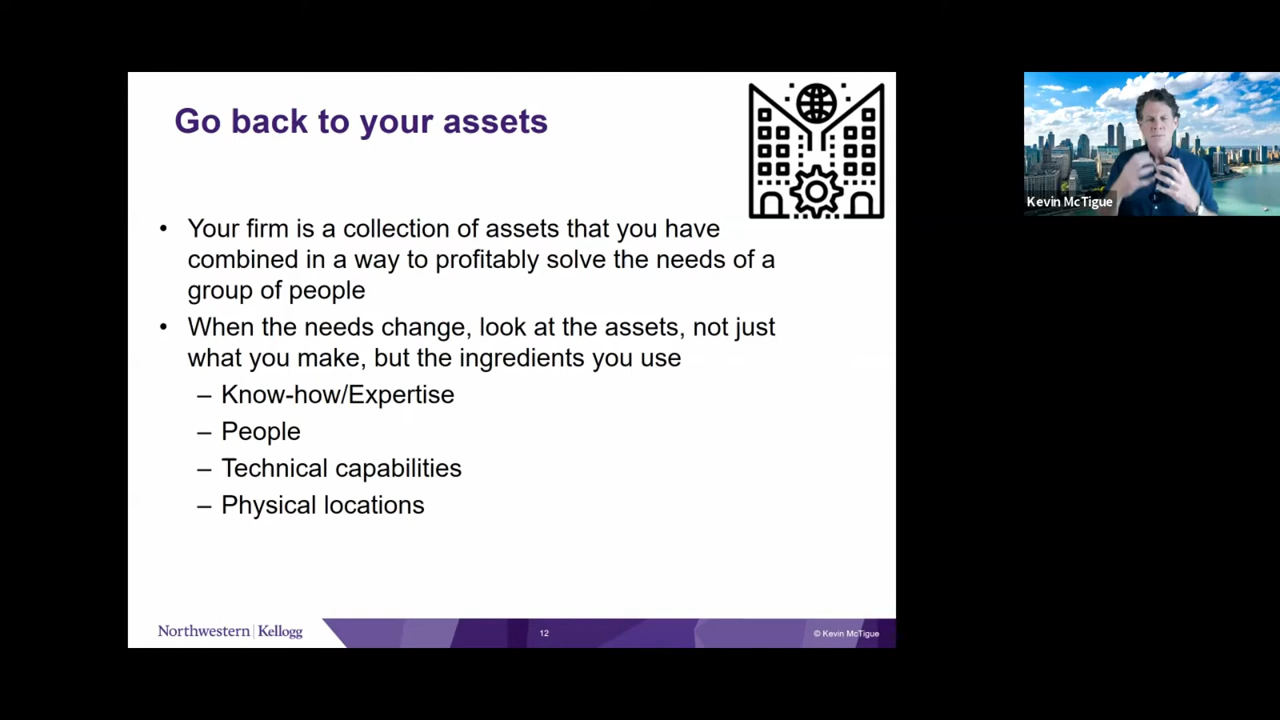 Go back to your assets
• Your firm is a collection of assets that you have
combined in a way to profitably solve the needs of a
group of people
• When the needs change, look at the assets, not just
what you make, but the ingredients you use
– Know-how/Expertise
– People
– Technical capabilities
– Physical locations
Northwestern | Kellogg
12
© Kevin McTigue
Kevin McTigue